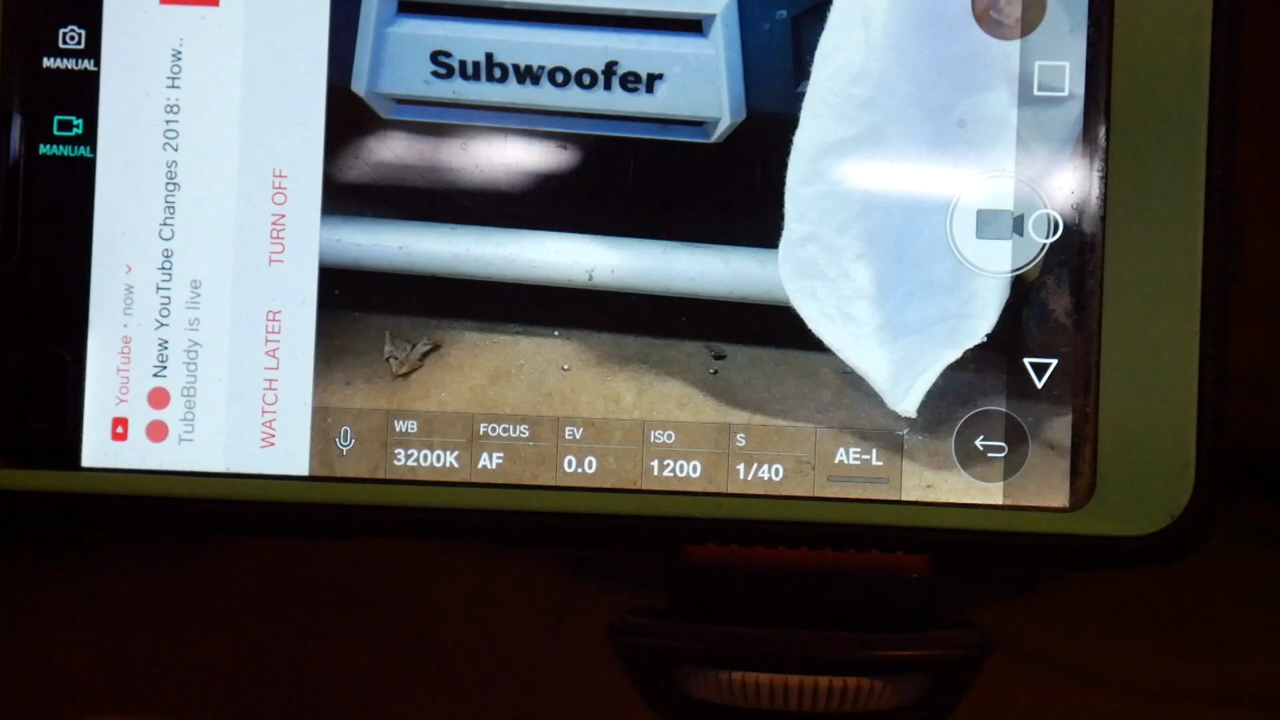 MANUAL
MANUAL
YouTube • now
New YouTube Changes 2018: How..
TubeBuddy is live
WATCH LATER TURN OFF
Subwoofer
WB
3200K
FOCUS
AF
EV
0.0
ISO
1200
S
1/40
AE-L